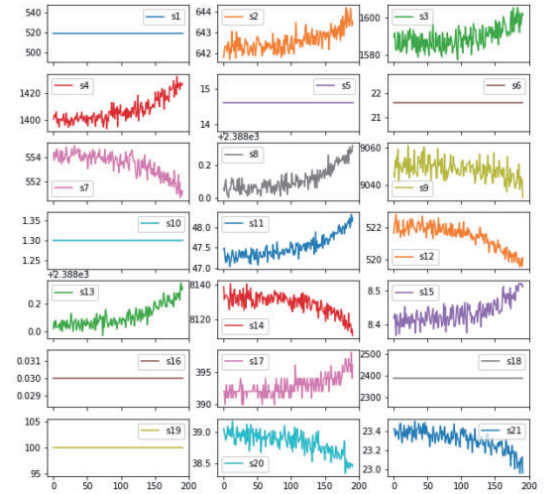 540
520
500
s1
644
642
s2
1600
1580
s3
1420
1400
s4
15
14
s5
22
21
s6
554
552
s7
+2.388e3
0.2
0.0
s8
9060
9040
s9
1.35
1.30
1.25
s10
48.0
47.5
47.0
s11
522
520
s12
+2.388e3
0.2
0.0
s13
8140
8120
s14
8.5
8.4
s15
0.031
0.030
0.029
s16
395
390
s17
2500
2400
2300
s18
105
100
95
s19
39.0
38.5
s20
23.4
23.2
23.0
s21
0 50 100 150 200
0 50 100 150 200
0 50 100 150 200